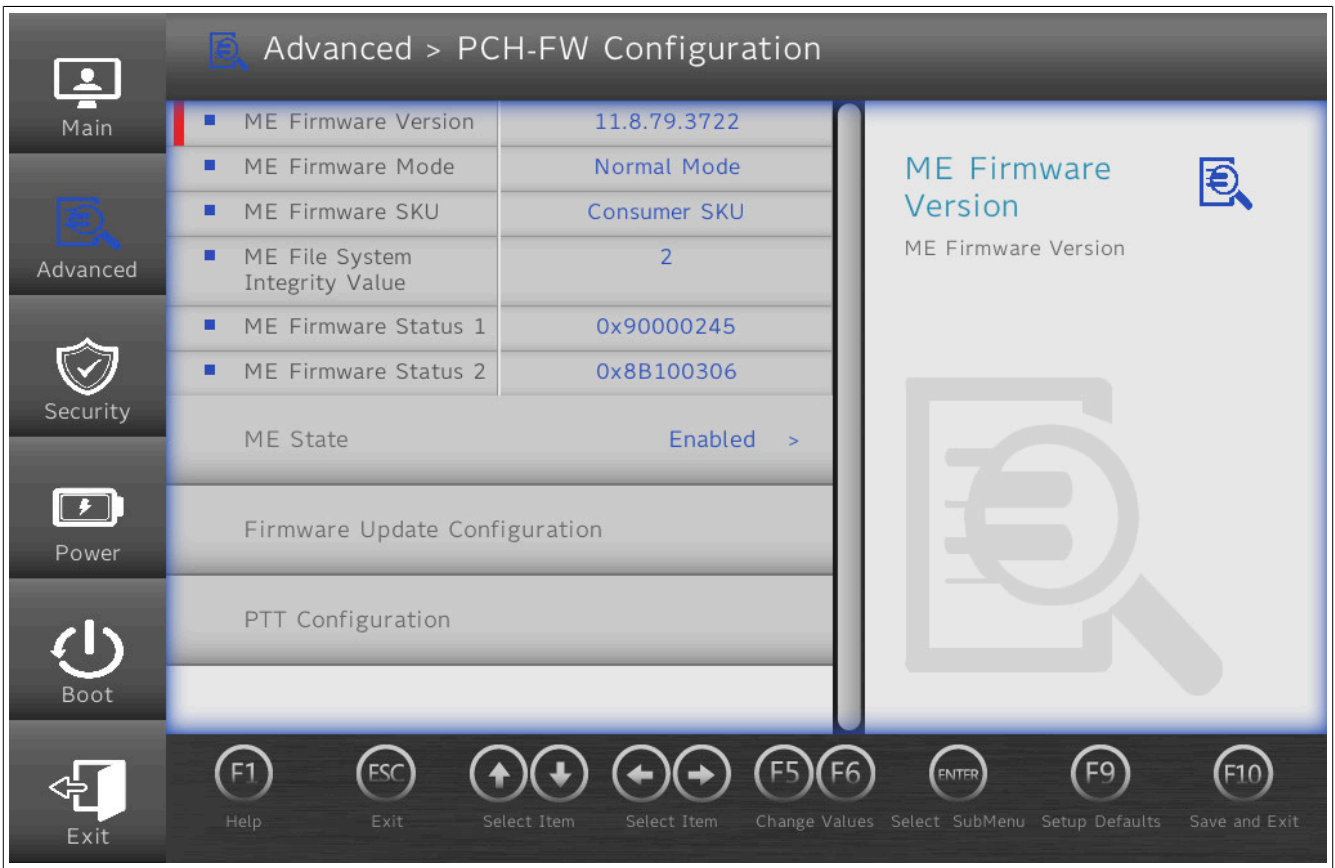 Advanced > PCH-FW Configuration
Main
Advanced
Security
Power
Boot
Exit
ME Firmware Version 11.8.79.3722
ME Firmware Mode Normal Mode
ME Firmware SKU Consumer SKU
ME File System
Integrity Value 2
ME Firmware Status 1 0x90000245
ME Firmware Status 2 0x8B100306
ME State Enabled >
Firmware Update Configuration
PTT Configuration
ME Firmware
Version
ME Firmware Version
F1 ESC F5 F6 ENTER F9 F10
Help Exit Select Item Select Item Change Values Select SubMenu Setup Defaults Save and Exit